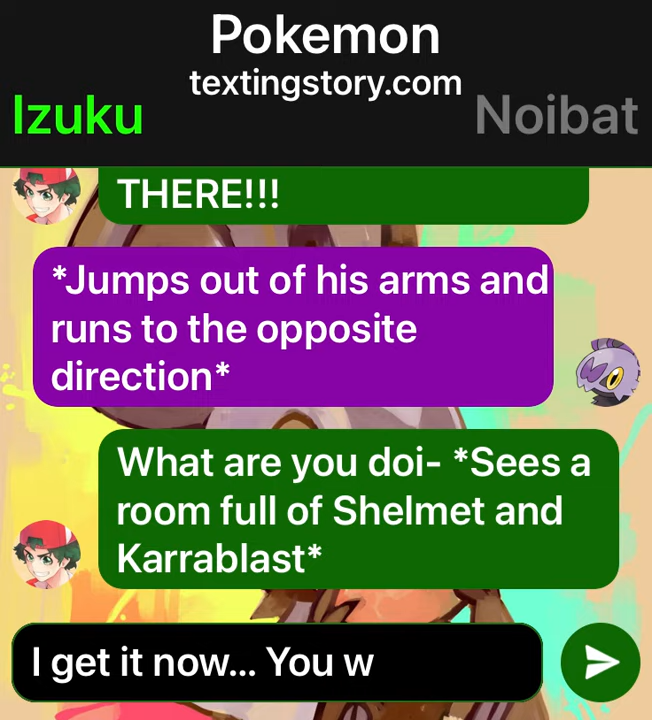 Pokemon
textingstory.com
Izuku
Noibat
THERE!!!
*Jumps out of his arms and
runs to the opposite
direction*
What are you doi- *Sees a
room full of Shelmet and
Karrablast*
I get it now... You w